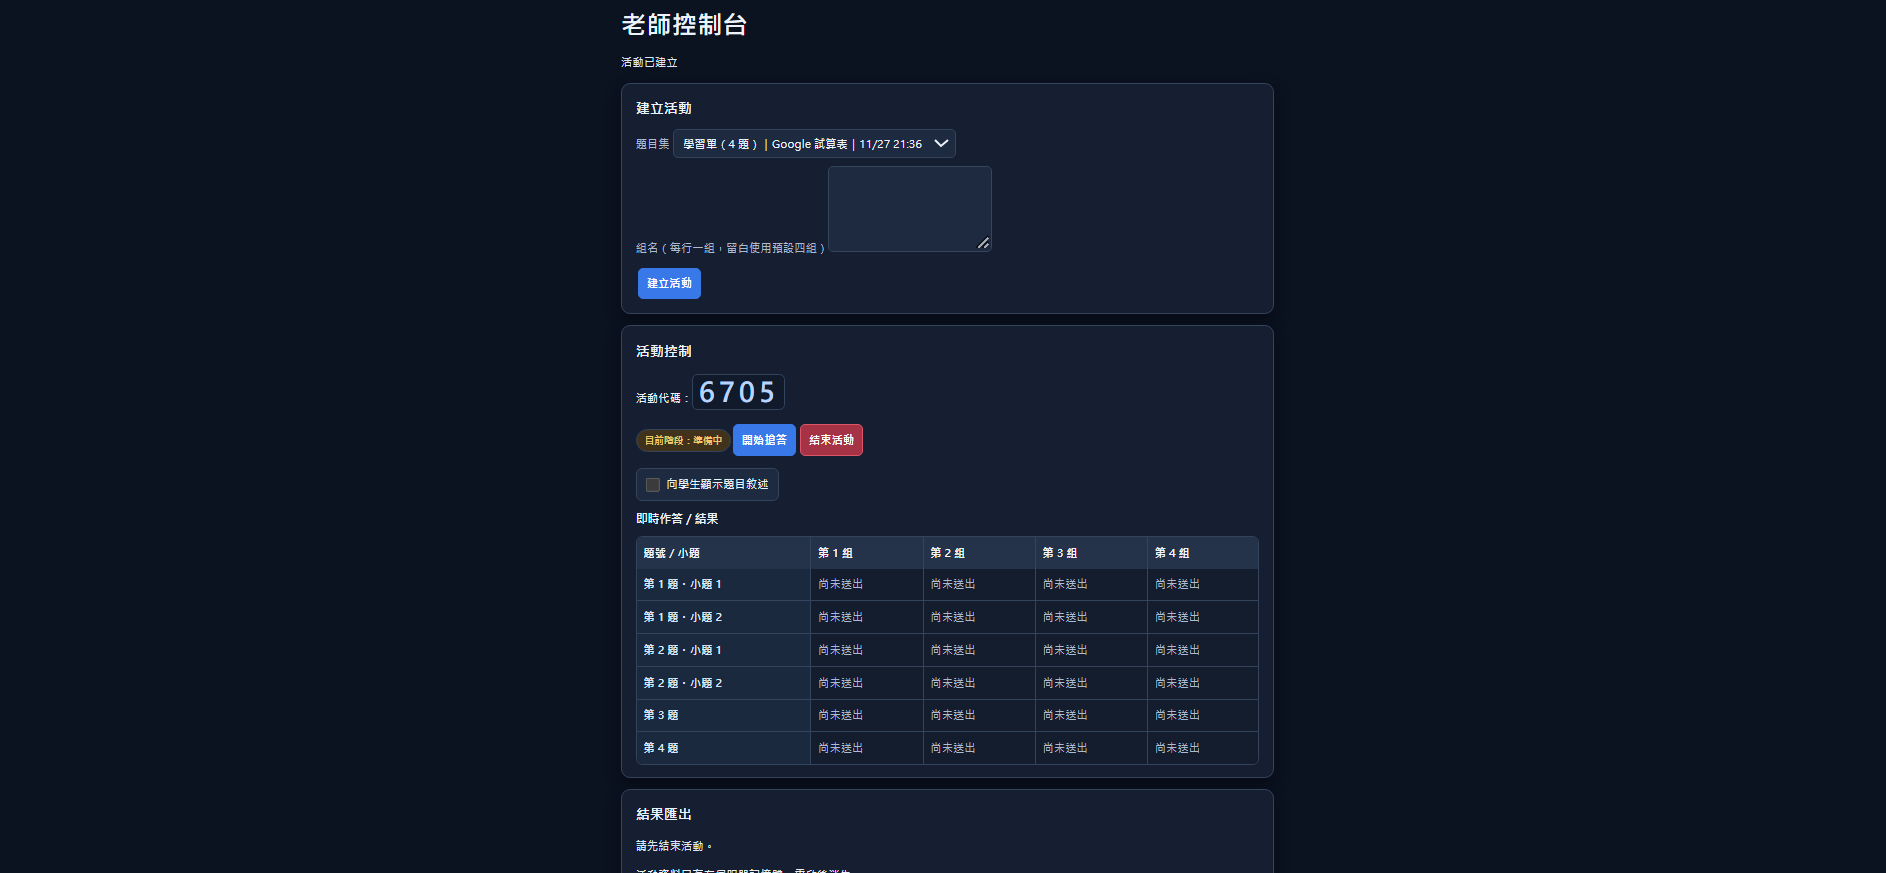 老師控制台
活動已建立
建立活動
題目集 學習單（4 題）｜Google 試算表｜11/27 21:36
組名（每行一組，留白使用預設四組）
建立活動
活動控制
活動代碼：6705
目前階段：準備中 開始搶答 結束活動
向學生顯示題目敘述
即時作答 / 結果
題號 / 小題 第 1 組 第 2 組 第 3 組 第 4 組
第 1 題・小題 1 尚未送出 尚未送出 尚未送出 尚未送出
第 1 題・小題 2 尚未送出 尚未送出 尚未送出 尚未送出
第 2 題・小題 1 尚未送出 尚未送出 尚未送出 尚未送出
第 2 題・小題 2 尚未送出 尚未送出 尚未送出 尚未送出
第 3 題 尚未送出 尚未送出 尚未送出 尚未送出
第 4 題 尚未送出 尚未送出 尚未送出 尚未送出
結果匯出
請先結束活動。